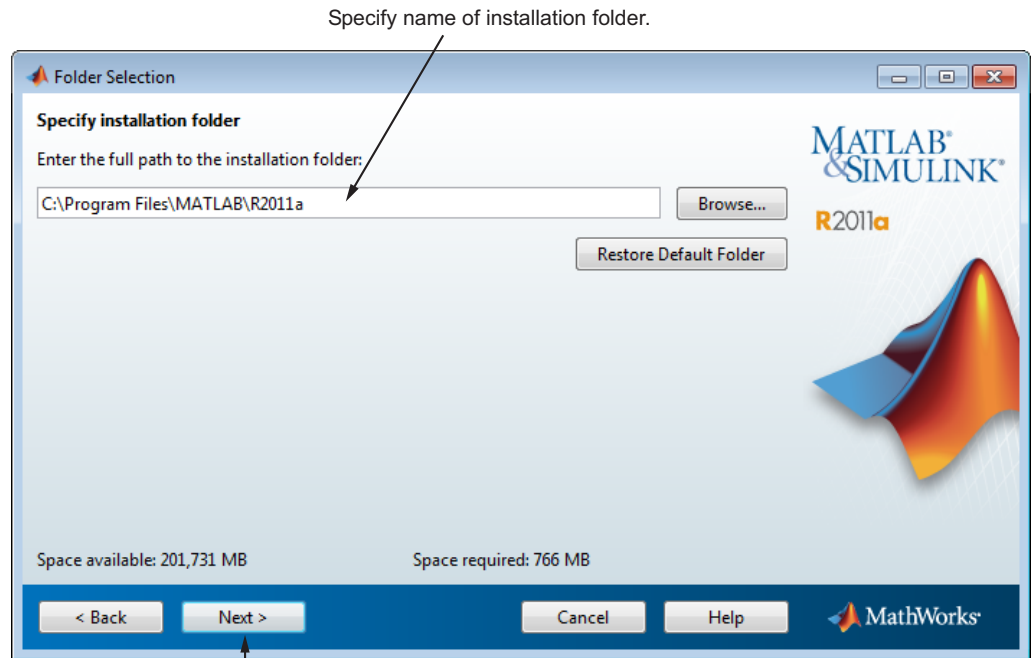 Specify name of installation folder.
Folder Selection
Specify installation folder
Enter the full path to the installation folder:
C:\Program Files\MATLAB\R2011a
Browse...
Restore Default Folder
MATLAB®
&SIMULINK®
R2011a
Space available: 201,731 MB
Space required: 766 MB
< Back
Next >
Cancel
Help
MathWorks®